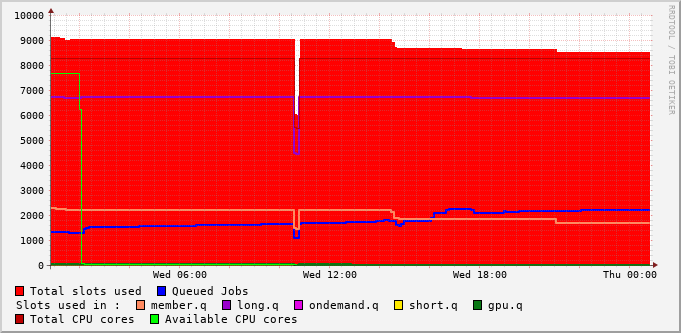 10000
9000
8000
7000
6000
5000
4000
3000
2000
1000
0
Wed 06:00 Wed 12:00 Wed 18:00 Thu 00:00
Total slots used Queued Jobs
Slots used in : member.q long.q ondemand.q short.q gpu.q
Total CPU cores Available CPU cores
RRDTOOL / TOBI OETIKER